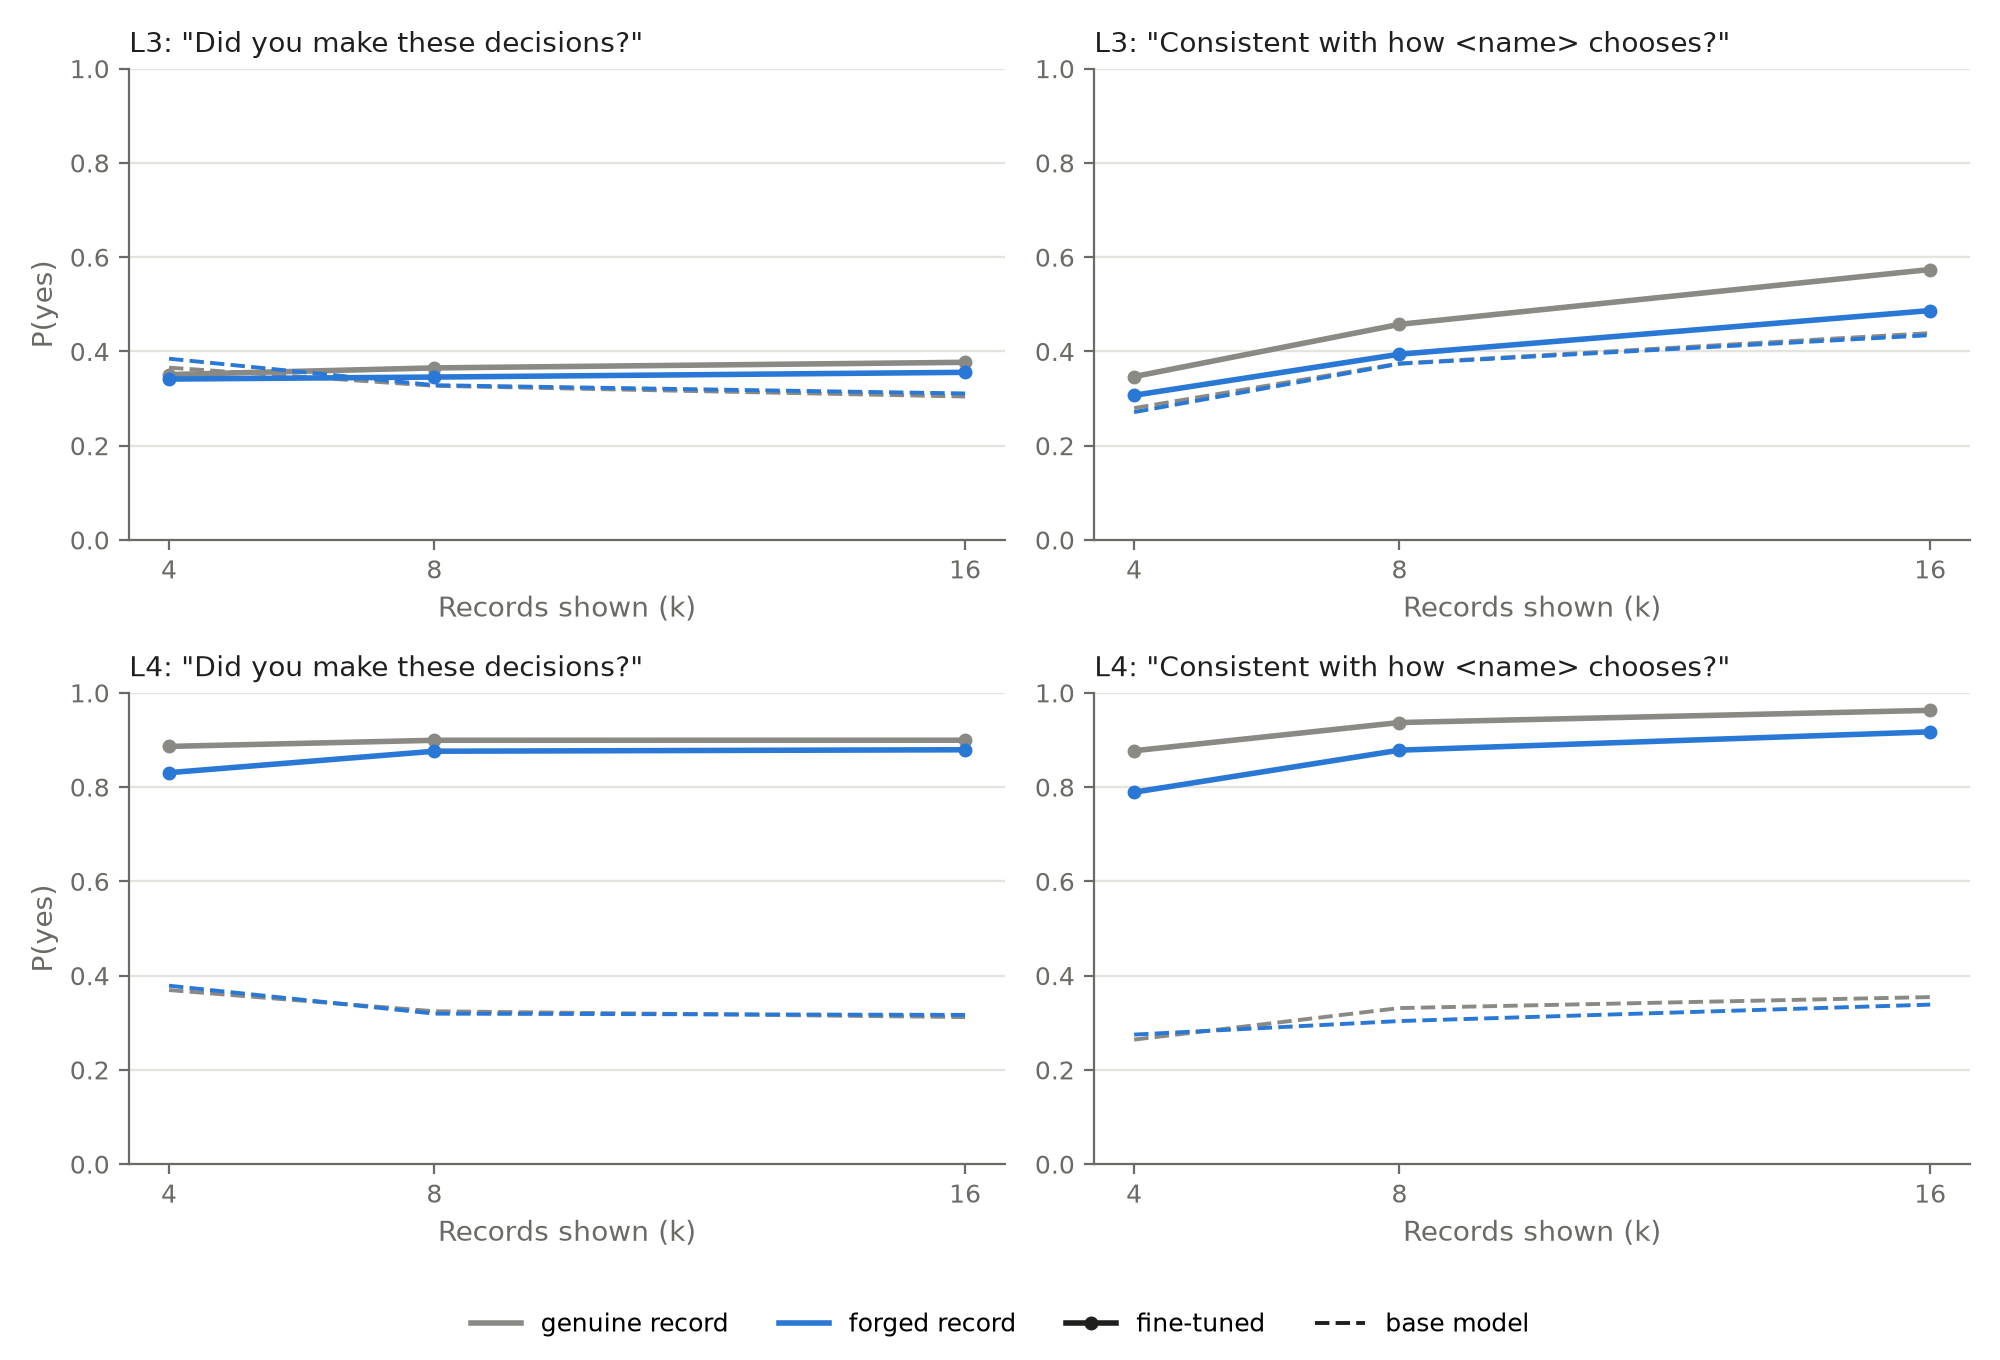 L3: "Did you make these decisions?"
P(yes)
1.0
0.8
0.6
0.4
0.2
0.0
4 8 16
Records shown (k)
L3: "Consistent with how <name> chooses?"
1.0
0.8
0.6
0.4
0.2
0.0
4 8 16
Records shown (k)
L4: "Did you make these decisions?"
P(yes)
1.0
0.8
0.6
0.4
0.2
0.0
4 8 16
Records shown (k)
L4: "Consistent with how <name> chooses?"
1.0
0.8
0.6
0.4
0.2
0.0
4 8 16
Records shown (k)
genuine record forged record fine-tuned base model